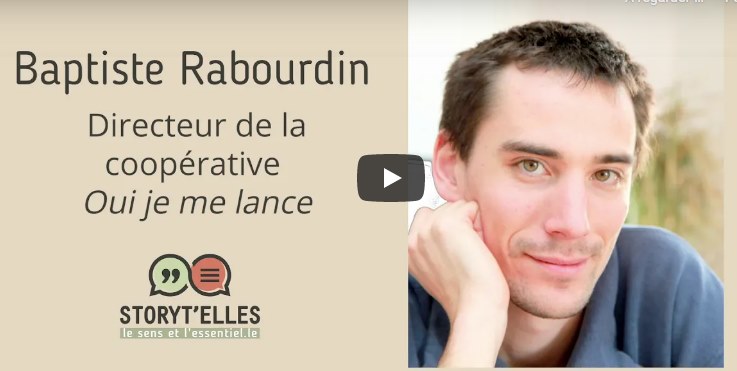 Baptiste Rabourdin
Directeur de la
coopérative
Oui je me lance
STORYT'ELLES
le sens et l'essentiel.le